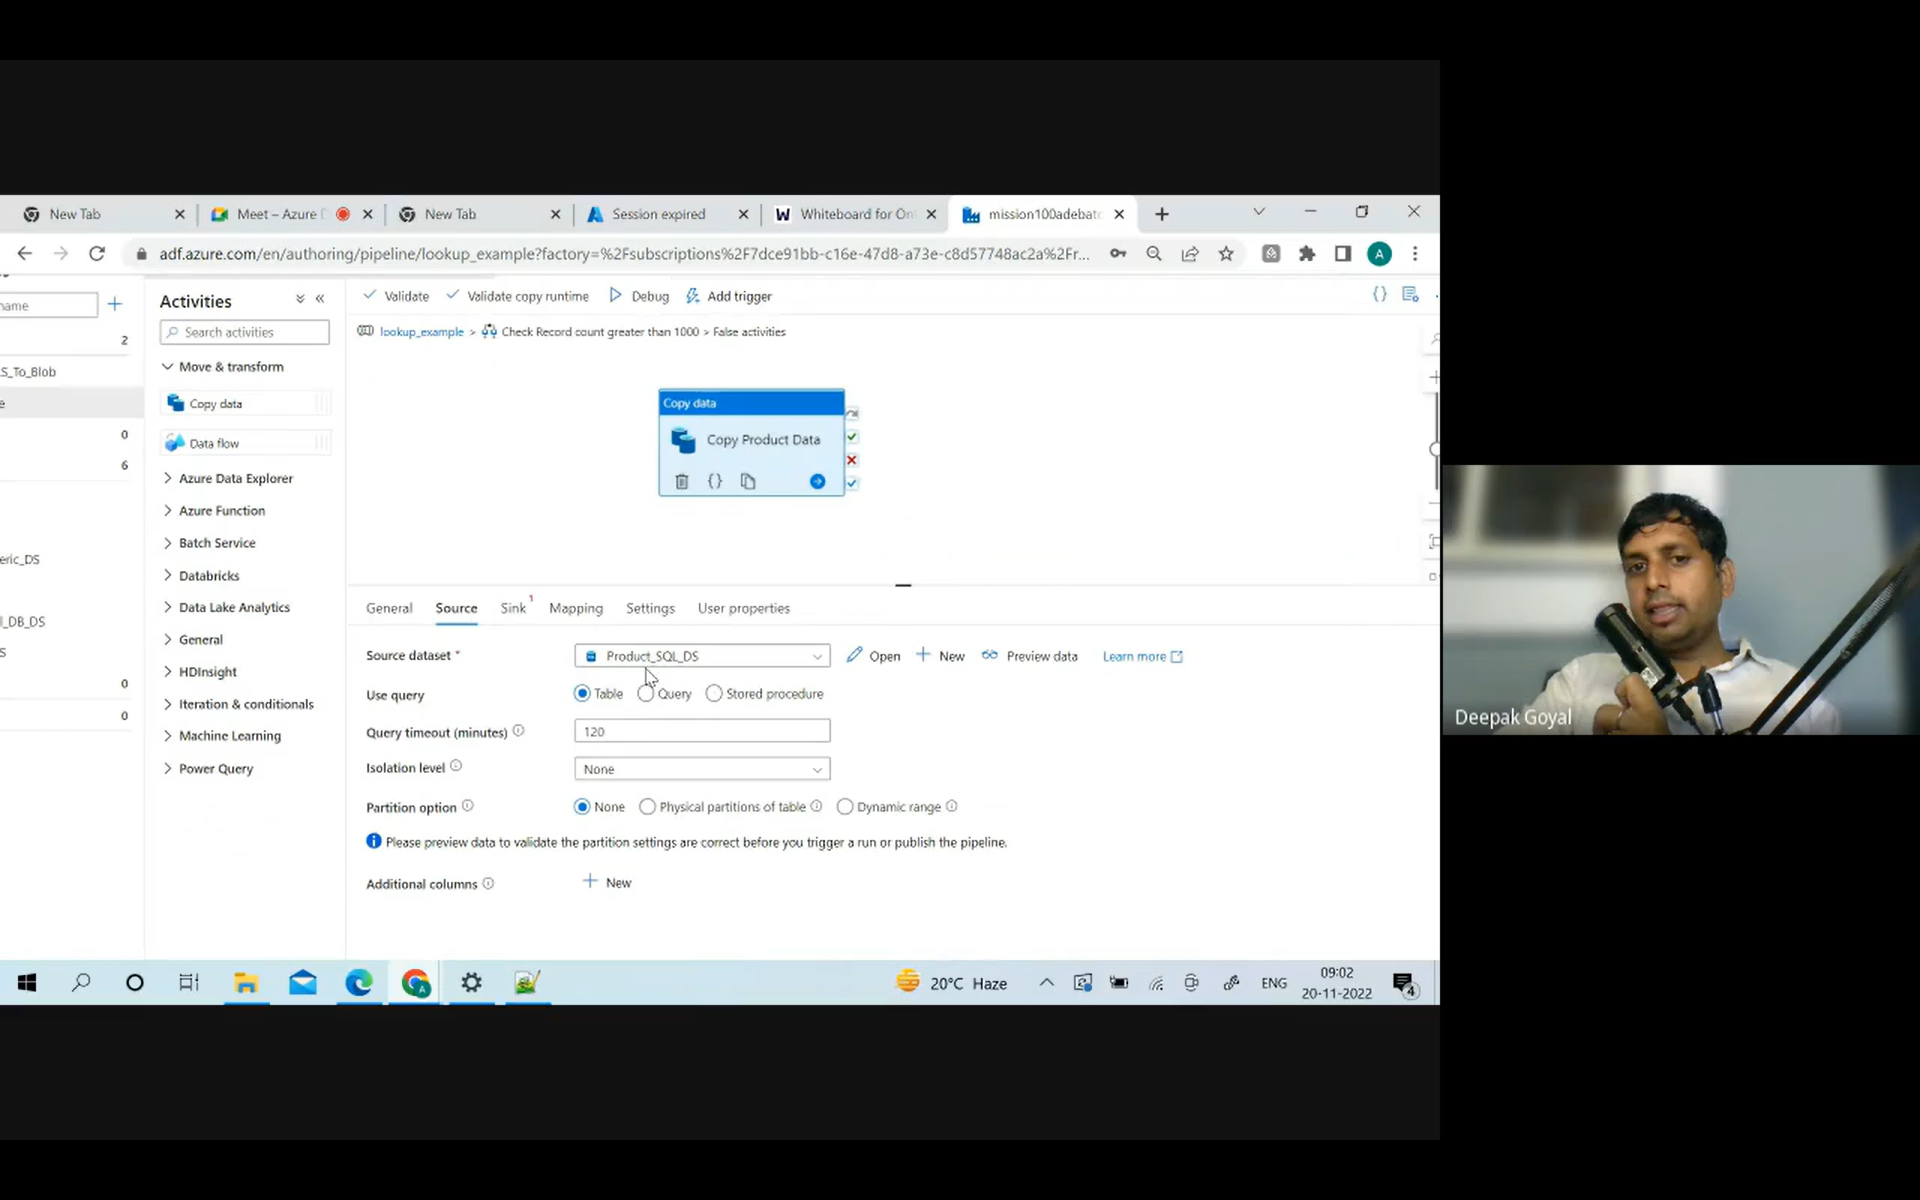 New Tab
Meet – Azure D
New Tab
Session expired
Whiteboard for On
mission100adebatc
adf.azure.com/en/authoring/pipeline/lookup_example?factory=%2Fsubscriptions%2F7dce91bb-c16e-47d8-a73e-c8d57748ac2a%2Fr...
A
name
Activities
Validate
Validate copy runtime
Debug
Add trigger
Search activities
lookup_example > Check Record count greater than 1000 > False activities
2
Move & transform
S_To_Blob
e
Copy data
Copy data
0
Data flow
Copy Product Data
6
Azure Data Explorer
Azure Function
Batch Service
eric_DS
Databricks
Data Lake Analytics
General Source Sink 1 Mapping Settings User properties
l_DB_DS
General
S
Source dataset *
Product_SQL_DS
Open
New
Preview data
Learn more
HDInsight
0
Use query
Table
Query
Stored procedure
Iteration & conditionals
0
Deepak Goyal
Machine Learning
Query timeout (minutes)
120
Power Query
Isolation level
None
Partition option
None
Physical partitions of table
Dynamic range
Please preview data to validate the partition settings are correct before you trigger a run or publish the pipeline.
Additional columns
New
20°C Haze
ENG
09:02
20-11-2022
4